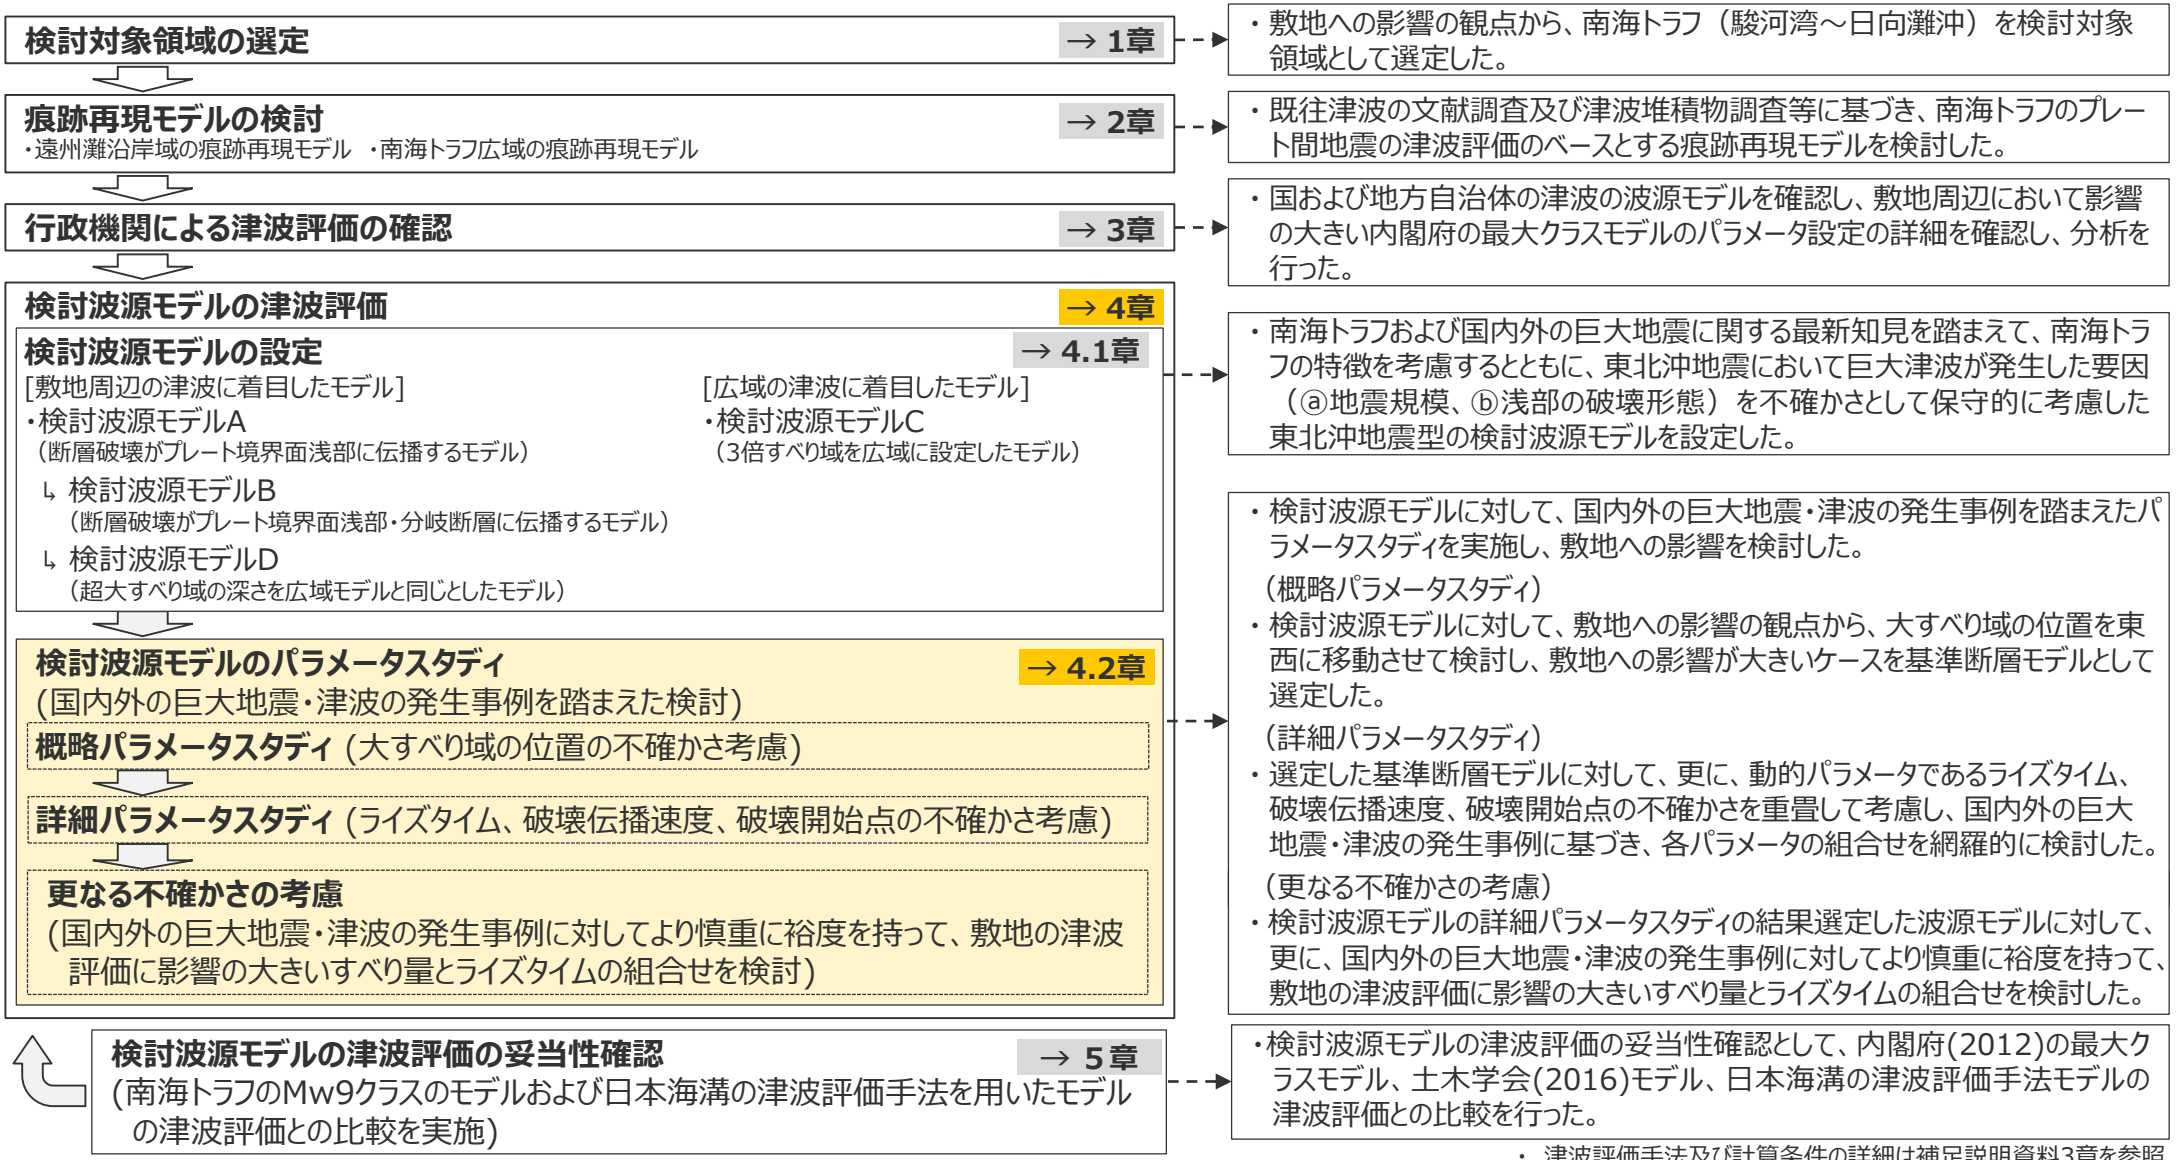 検討対象領域の選定 → 1章
・敷地への影響の観点から、南海トラフ（駿河湾～日向灘沖）を検討対象
領域として選定した。
痕跡再現モデルの検討 → 2章
・遠州灘沿岸域の痕跡再現モデル ・南海トラフ広域の痕跡再現モデル
・既往津波の文献調査及び津波堆積物調査等に基づき、南海トラフのプレー
ト間地震の津波評価のベースとする痕跡再現モデルを検討した。
行政機関による津波評価の確認 → 3章
・国および地方自治体の津波の波源モデルを確認し、敷地周辺において影響
の大きい内閣府の最大クラスモデルのパラメータ設定の詳細を確認し、分析を
行った。
検討波源モデルの津波評価 → 4章
検討波源モデルの設定 → 4.1章
[敷地周辺の津波に着目したモデル]
・検討波源モデルA
（断層破壊がプレート境界面浅部に伝播するモデル）
↳ 検討波源モデルB
（断層破壊がプレート境界面浅部・分岐断層に伝播するモデル）
↳ 検討波源モデルD
（超大すべり域の深さを広域モデルと同じとしたモデル）
[広域の津波に着目したモデル]
・検討波源モデルC
（3倍すべり域を広域に設定したモデル）
・南海トラフおよび国内外の巨大地震に関する最新知見を踏まえて、南海トラ
フの特徴を考慮するとともに、東北沖地震において巨大津波が発生した要因
（ⓐ地震規模、ⓑ浅部の破壊形態）を不確かさとして保守的に考慮した
東北沖地震型の検討波源モデルを設定した。
検討波源モデルのパラメータスタディ → 4.2章
(国内外の巨大地震・津波の発生事例を踏まえた検討)
概略パラメータスタディ (大すべり域の位置の不確かさ考慮)
詳細パラメータスタディ (ライズタイム、破壊伝播速度、破壊開始点の不確かさ考慮)
更なる不確かさの考慮
(国内外の巨大地震・津波の発生事例に対してより慎重に裕度を持って、敷地の津波
評価に影響の大きいすべり量とライズタイムの組合せを検討)
・検討波源モデルに対して、国内外の巨大地震・津波の発生事例を踏まえたパ
ラメータスタディを実施し、敷地への影響を検討した。
（概略パラメータスタディ）
・検討波源モデルに対して、敷地への影響の観点から、大すべり域の位置を東
西に移動させて検討し、敷地への影響が大きいケースを基準断層モデルとして
選定した。
（詳細パラメータスタディ）
・選定した基準断層モデルに対して、更に、動的パラメータであるライズタイム、
破壊伝播速度、破壊開始点の不確かさを重畳して考慮し、国内外の巨大
地震・津波の発生事例に基づき、各パラメータの組合せを網羅的に検討した。
（更なる不確かさの考慮）
・検討波源モデルの詳細パラメータスタディの結果選定した波源モデルに対して、
更に、国内外の巨大地震・津波の発生事例に対してより慎重に裕度を持って、
敷地の津波評価に影響の大きいすべり量とライズタイムの組合せを検討した。
検討波源モデルの津波評価の妥当性確認 → 5章
(南海トラフのMw9クラスのモデルおよび日本海溝の津波評価手法を用いたモデル
の津波評価との比較を実施)
・検討波源モデルの津波評価の妥当性確認として、内閣府(2012)の最大ク
ラスモデル、土木学会(2016)モデル、日本海溝の津波評価手法モデルの
津波評価との比較を行った。
・ 津波評価手法及び計算条件の詳細は補足説明資料3章を参照